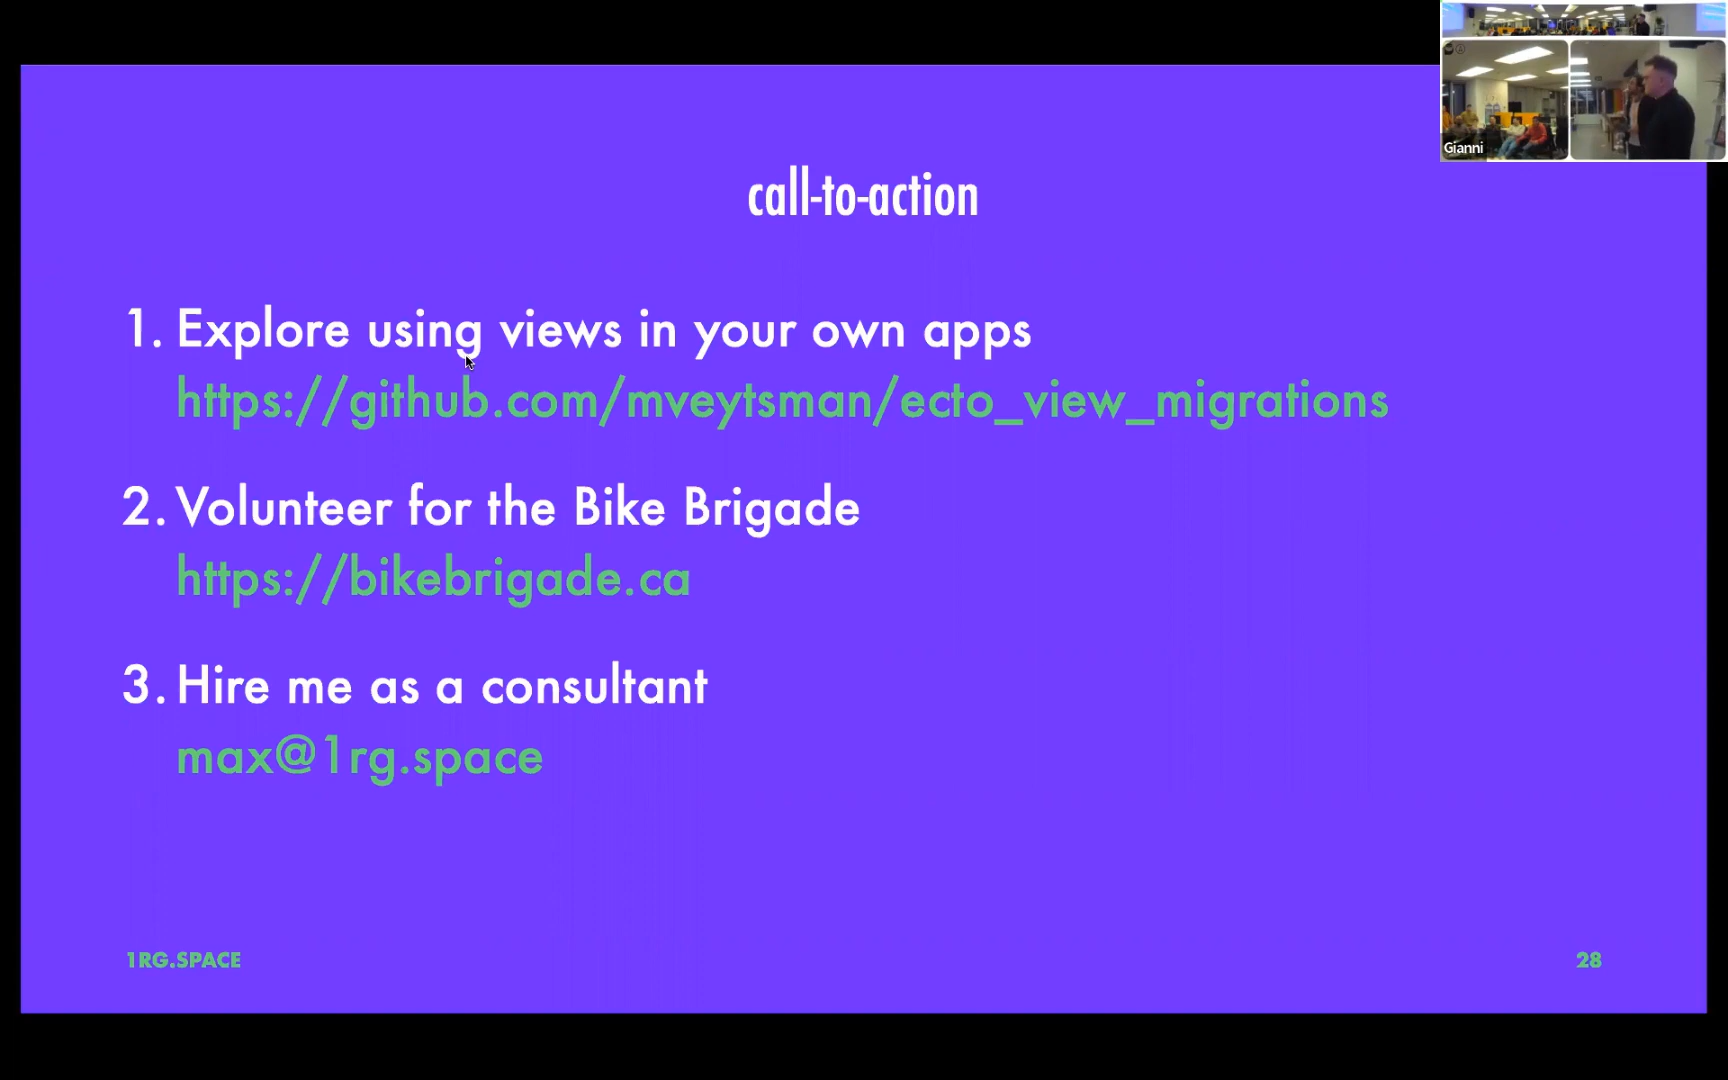 Gianni
call-to-action
1. Explore using views in your own apps
https://github.com/mveytsman/ecto_view_migrations
2. Volunteer for the Bike Brigade
https://bikebrigade.ca
3. Hire me as a consultant
max@1rg.space
1RG.SPACE
28